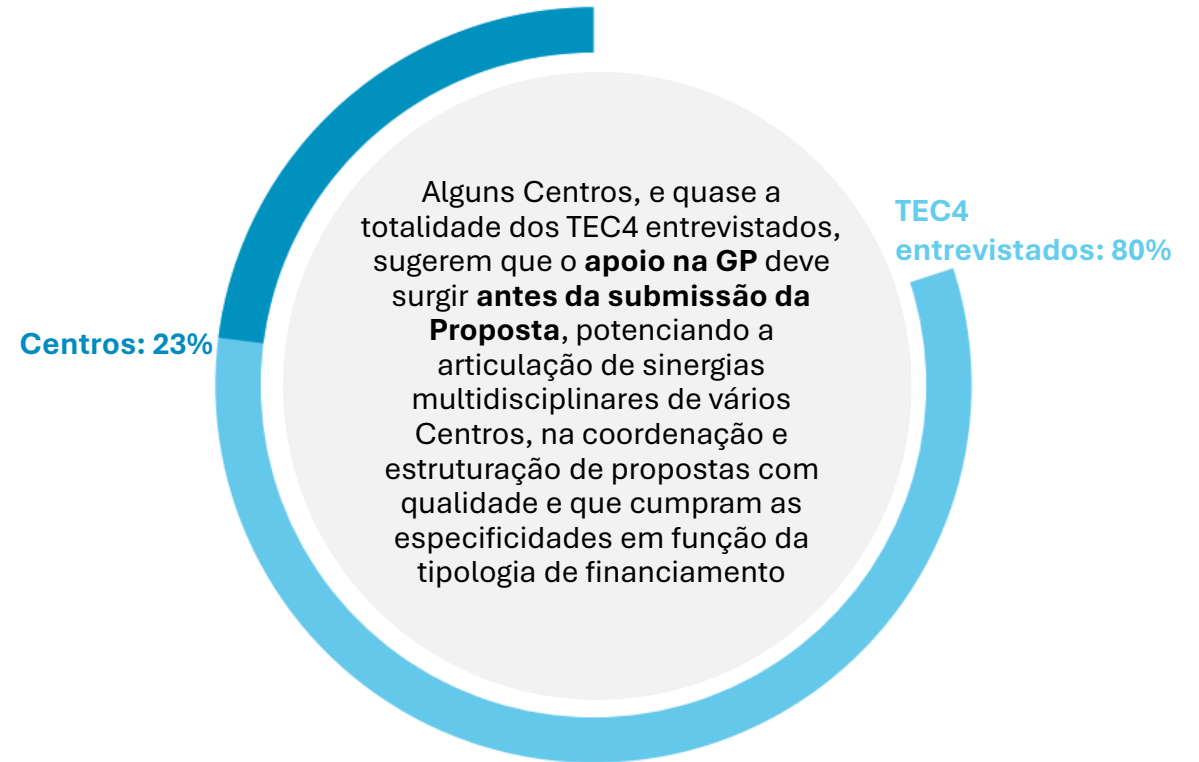 Alguns Centros, e quase a
totalidade dos TEC4 entrevistados,
sugerem que o apoio na GP deve
surgir antes da submissão da
Proposta, potenciando a
articulação de sinergias
multidisciplinares de vários
Centros, na coordenação e
estruturação de propostas com
qualidade e que cumpram as
especificidades em função da
tipologia de financiamento
TEC4
entrevistados: 80%
Centros: 23%